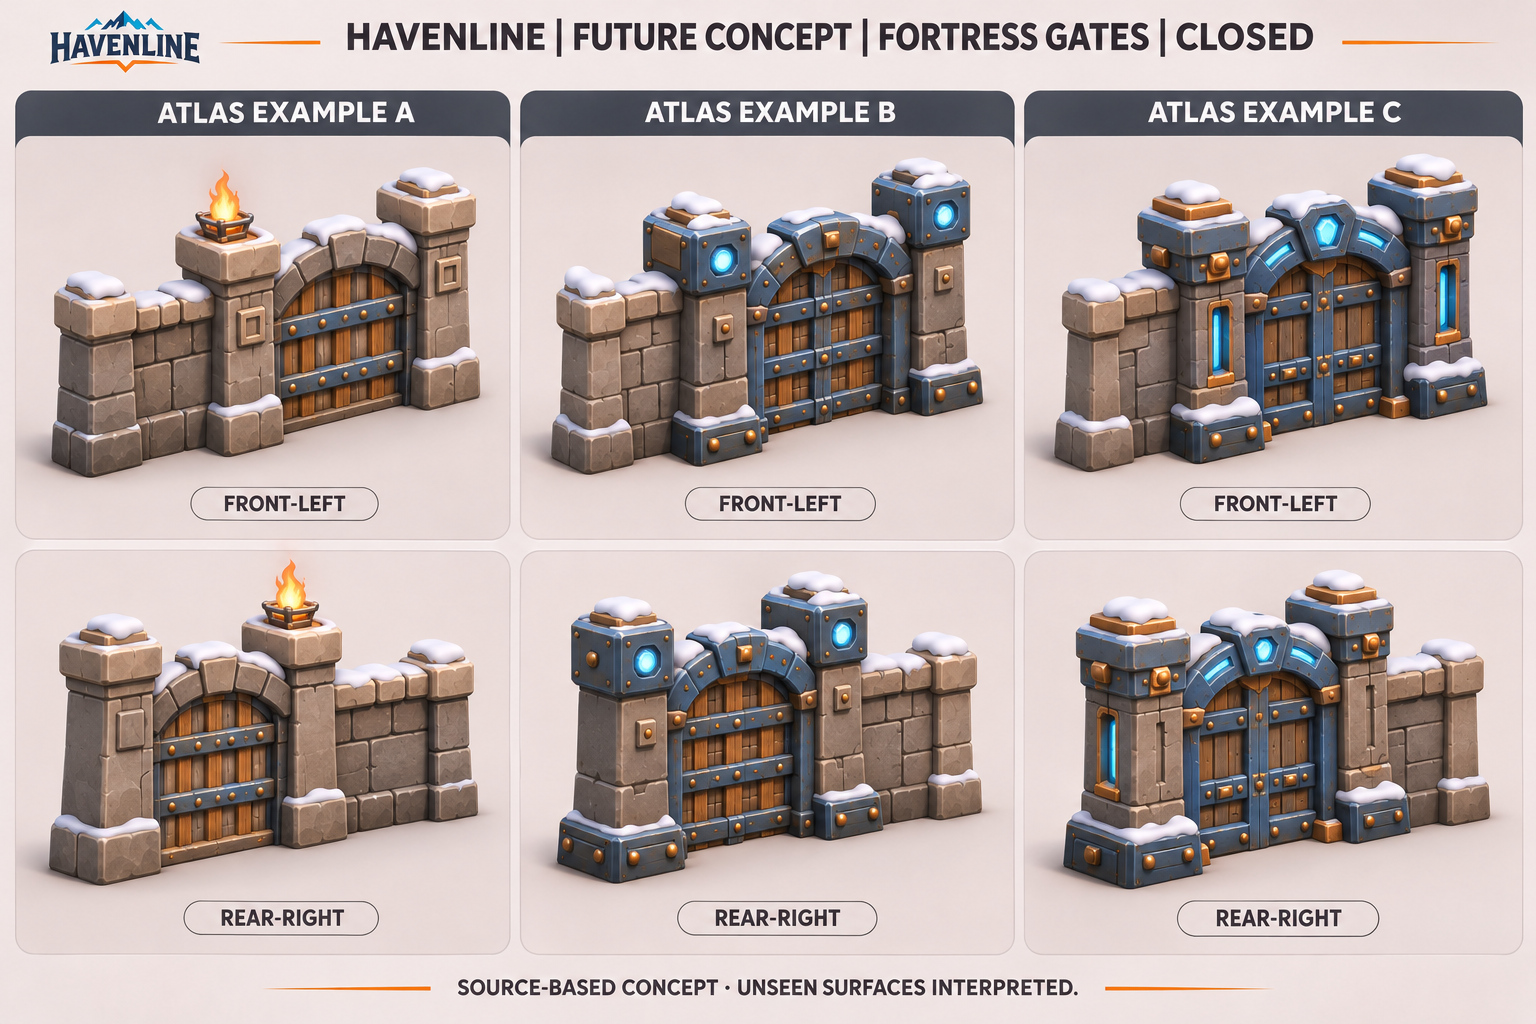 HAVENLINE
HAVENLINE | FUTURE CONCEPT | FORTRESS GATES | CLOSED
ATLAS EXAMPLE A
ATLAS EXAMPLE B
ATLAS EXAMPLE C
FRONT-LEFT
FRONT-LEFT
FRONT-LEFT
REAR-RIGHT
REAR-RIGHT
REAR-RIGHT
SOURCE-BASED CONCEPT · UNSEEN SURFACES INTERPRETED.